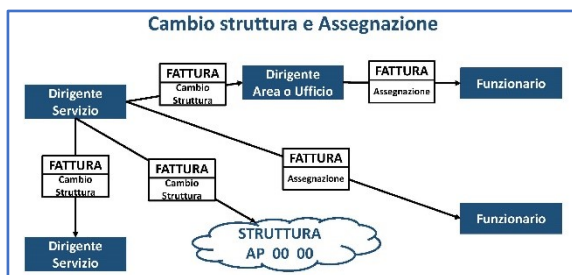 Cambio struttura e Assegnazione
FATTURA
Cambio
Struttura
Dirigente
Area o Ufficio
FATTURA
Assegnazione
Funzionario
Dirigente
Servizio
FATTURA
Cambio
Struttura
FATTURA
Cambio
Struttura
FATTURA
Assegnazione
Funzionario
STRUTTURA
AP 00 00
Dirigente
Servizio